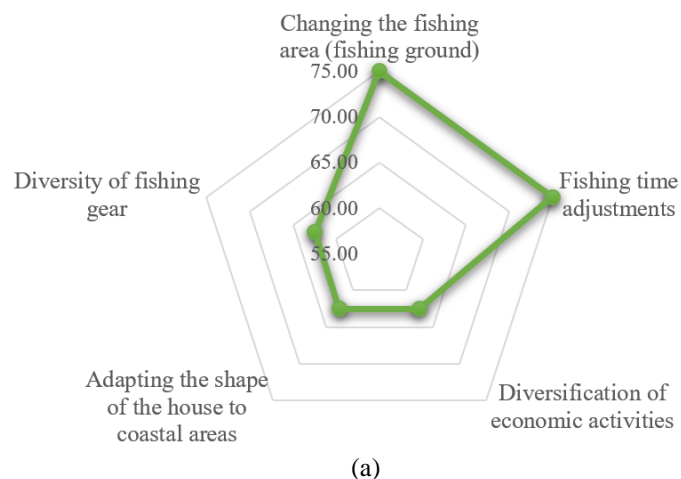 Changing the fishing
area (fishing ground)
75.00
70.00
65.00
60.00
55.00
Fishing time
adjustments
Diversification of
economic activities
Adapting the shape
of the house to
coastal areas
Diversity of fishing
gear
(a)